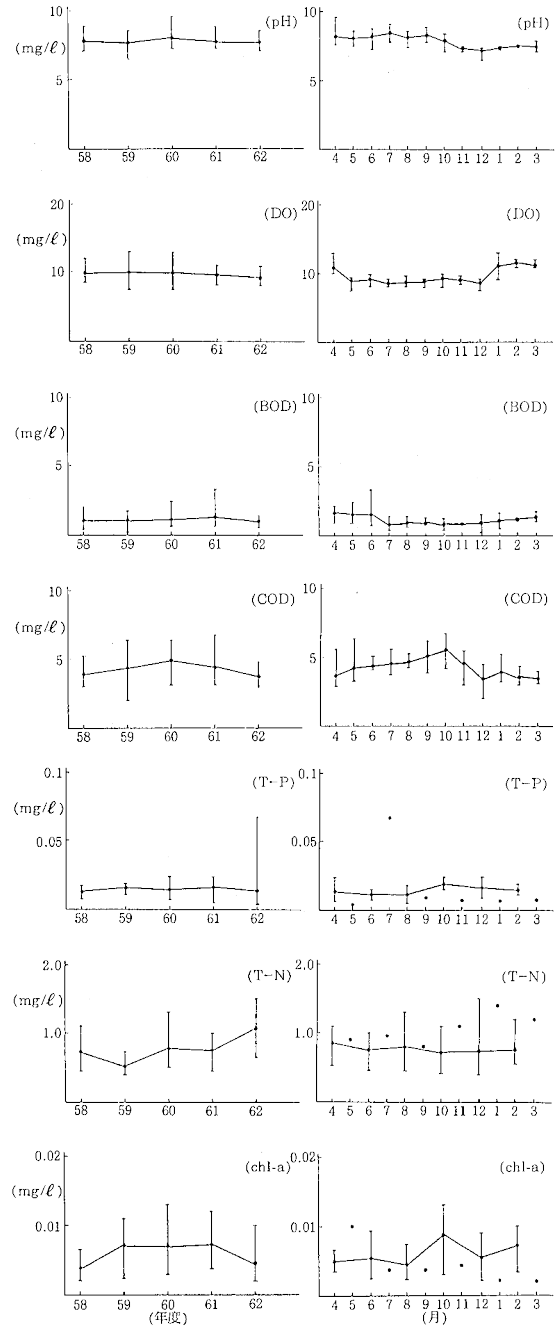 10 (pH) 10 (pH)
(mg/ℓ)
5 5
58 59 60 61 62 4 5 6 7 8 9 10 11 12 1 2 3
20 (DO) 20 (DO)
(mg/ℓ)
10 10
58 59 60 61 62 4 5 6 7 8 9 10 11 12 1 2 3
10 (BOD) 10 (BOD)
(mg/ℓ)
5 5
58 59 60 61 62 4 5 6 7 8 9 10 11 12 1 2 3
10 (COD) 10 (COD)
(mg/ℓ)
5 5
58 59 60 61 62 4 5 6 7 8 9 10 11 12 1 2 3
0.1 (T-P) 0.1 (T-P)
(mg/ℓ)
0.05 0.05
58 59 60 61 62 4 5 6 7 8 9 10 11 12 1 2 3
2.0 (T-N) 2.0 (T-N)
(mg/ℓ)
1.0 1.0
58 59 60 61 62 4 5 6 7 8 9 10 11 12 1 2 3
0.02 (chl-a) 0.02 (chl-a)
(mg/ℓ)
0.01 0.01
58 59 60 61 62 4 5 6 7 8 9 10 11 12 1 2 3
(年度) (月)